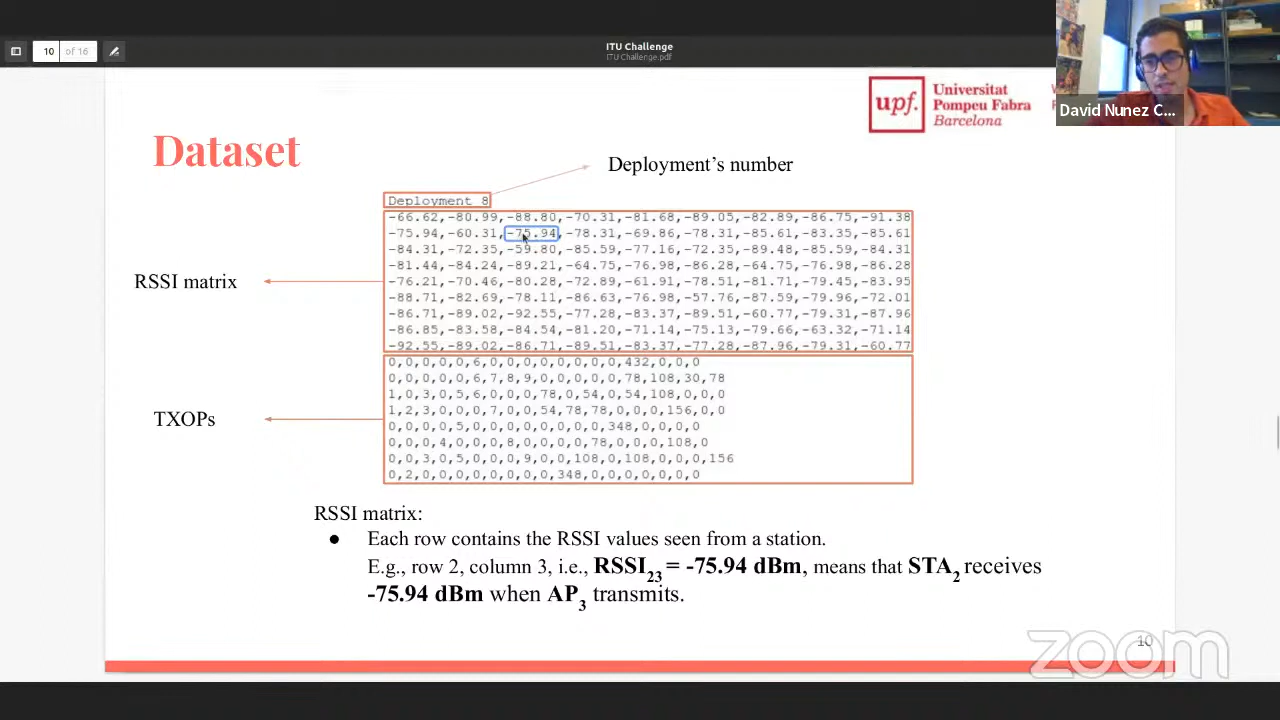 ITU Challenge
ITU Challenge.pdf
10 of 16
upf. Universitat
Pompeu Fabra
Barcelona
David Nunez C...
Dataset
Deployment's number
Deployment 8
-66.62,-80.99,-88.80,-70.31,-81.68,-89.05,-82.89,-86.75,-91.38
-75.94,-60.31,-75.94,-78.31,-69.86,-78.31,-85.61,-83.35,-85.61
-84.31,-72.35,-59.80,-85.59,-77.16,-72.35,-89.48,-85.59,-84.31
-81.44,-84.24,-89.21,-64.75,-76.98,-86.28,-64.75,-76.98,-86.28
-76.21,-70.46,-80.28,-72.89,-61.91,-78.51,-81.71,-79.45,-83.95
-88.71,-82.69,-78.11,-86.63,-76.98,-57.76,-87.59,-79.96,-72.01
-86.71,-89.02,-92.55,-77.28,-83.37,-89.51,-60.77,-79.31,-87.96
-86.85,-83.58,-84.54,-81.20,-71.14,-75.13,-79.66,-63.32,-71.14
-92.55,-89.02,-86.71,-89.51,-83.37,-77.28,-87.96,-79.31,-60.77
RSSI matrix
0,0,0,0,0,6,0,0,0,0,0,0,0,0,432,0,0,0
0,0,0,0,0,6,7,8,9,0,0,0,0,0,78,108,30,78
1,0,3,0,5,6,0,0,0,78,0,54,0,54,108,0,0,0
1,2,3,0,0,0,7,0,0,54,78,78,0,0,0,156,0,0
0,0,0,0,5,0,0,0,0,0,0,0,0,348,0,0,0,0
0,0,0,4,0,0,0,8,0,0,0,0,78,0,0,0,108,0
0,0,3,0,5,0,0,0,9,0,0,108,0,108,0,0,0,156
0,2,0,0,0,0,0,0,0,0,348,0,0,0,0,0,0,0
TXOPs
RSSI matrix:
● Each row contains the RSSI values seen from a station.
E.g., row 2, column 3, i.e., RSSI23 = -75.94 dBm, means that STA2 receives
-75.94 dBm when AP3 transmits.
10
zoom